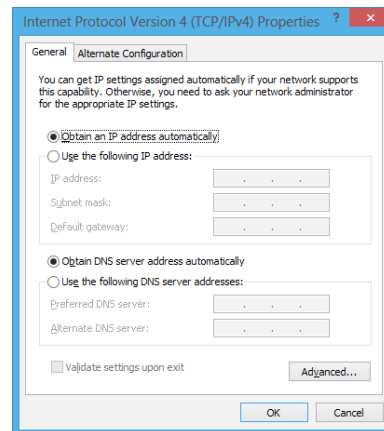 Internet Protocol Version 4 (TCP/IPv4) Properties ? ×
General Alternate Configuration
You can get IP settings assigned automatically if your network supports
this capability. Otherwise, you need to ask your network administrator
for the appropriate IP settings.
Obtain an IP address automatically
Use the following IP address:
IP address: . . .
Subnet mask: . . .
Default gateway: . . .
Obtain DNS server address automatically
Use the following DNS server addresses:
Preferred DNS server: . . .
Alternate DNS server: . . .
Validate settings upon exit
Advanced...
OK Cancel